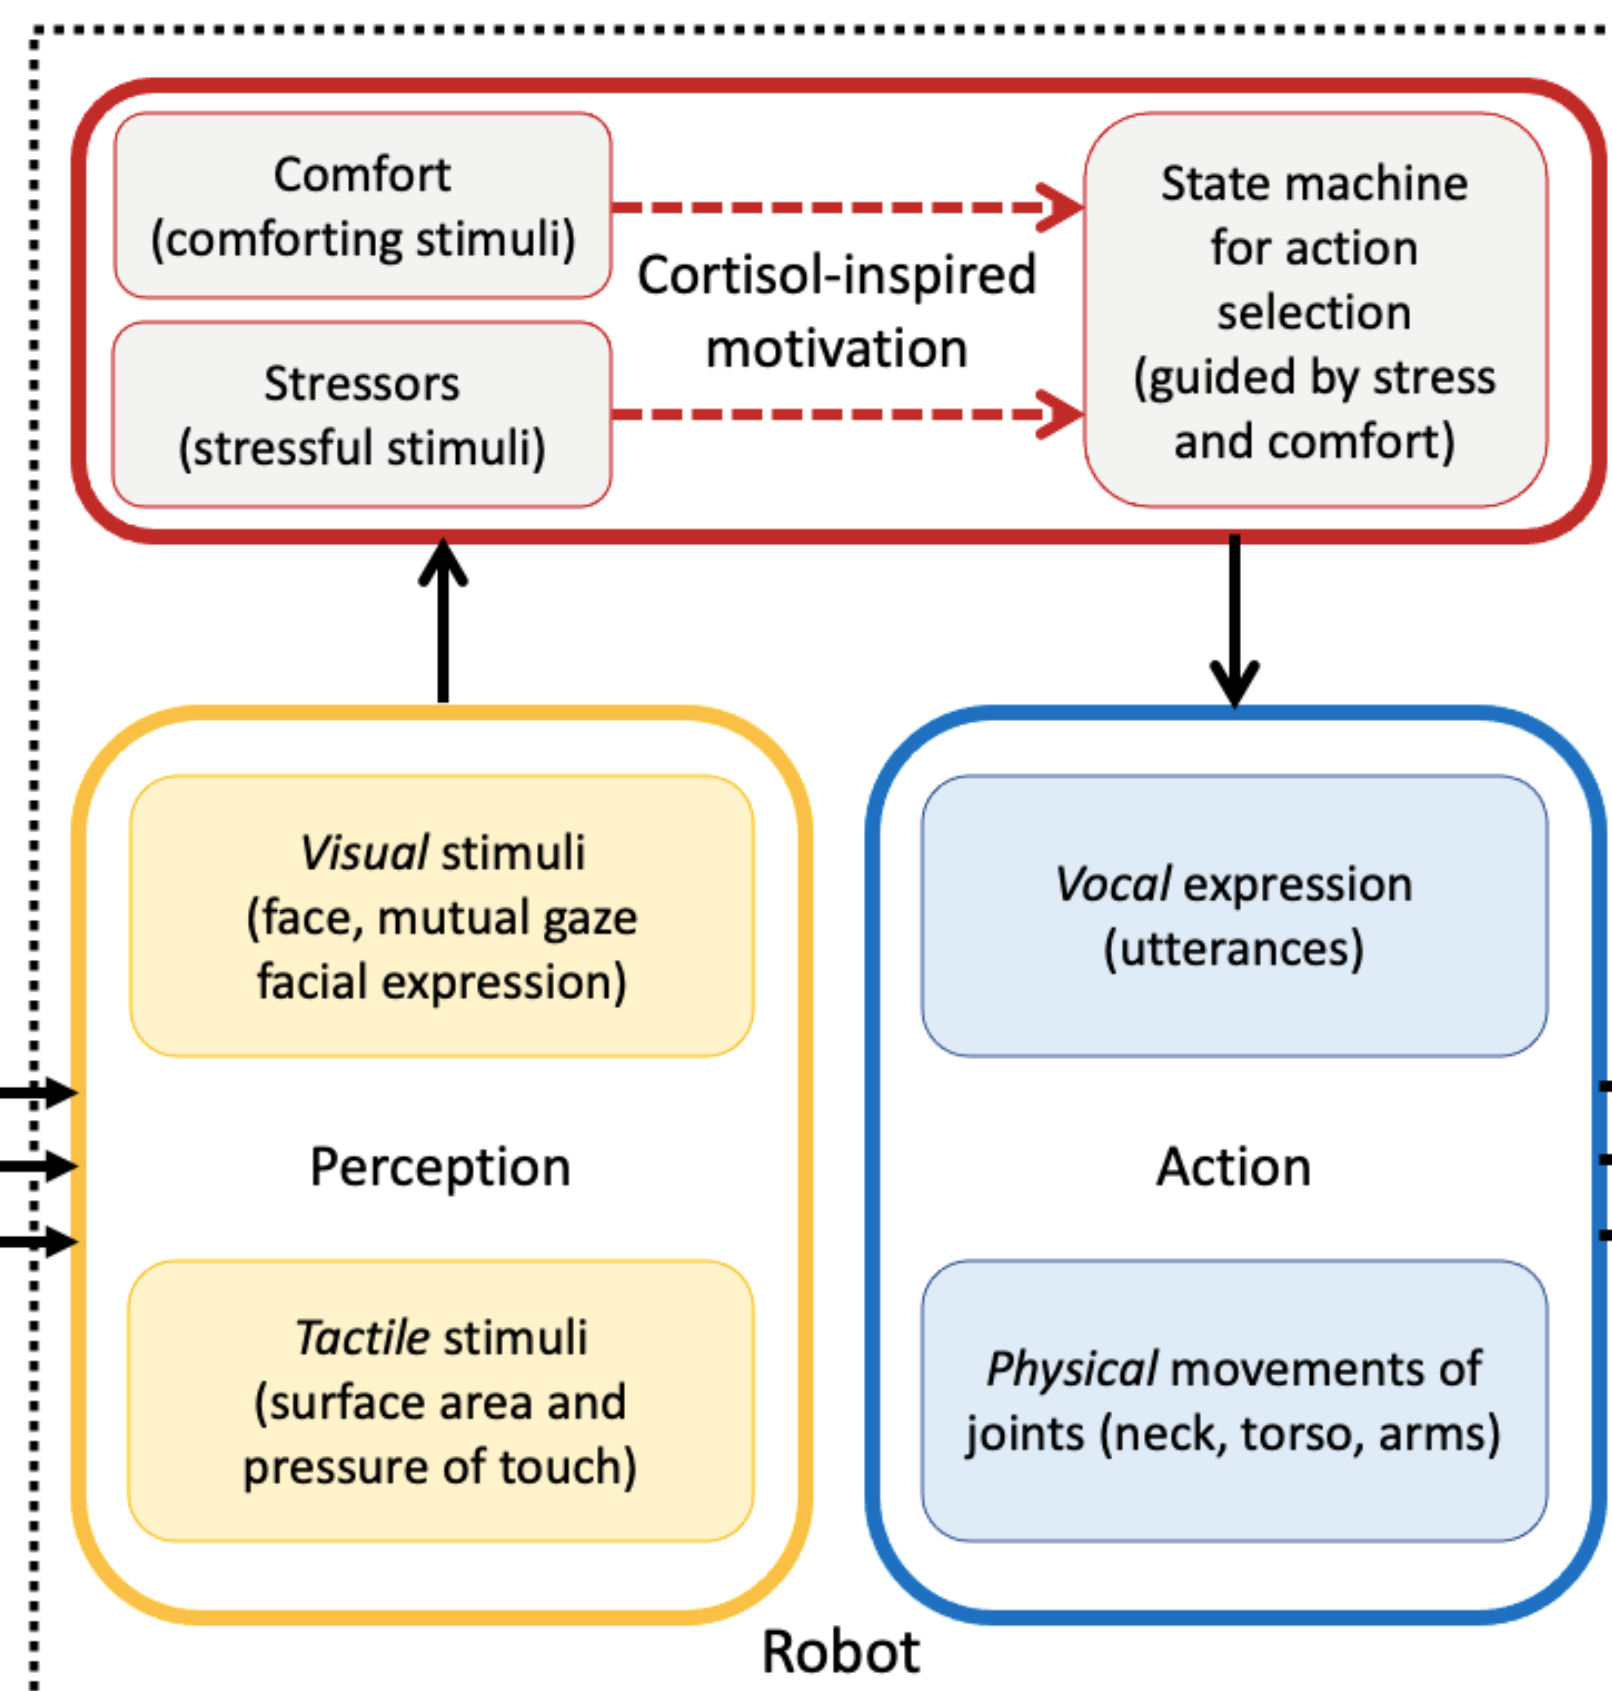 Comfort
(comforting stimuli)
Stressors
(stressful stimuli)
Cortisol-inspired
motivation
State machine
for action
selection
(guided by stress
and comfort)
Visual stimuli
(face, mutual gaze
facial expression)
Perception
Tactile stimuli
(surface area and
pressure of touch)
Vocal expression
(utterances)
Action
Physical movements of
joints (neck, torso, arms)
Robot